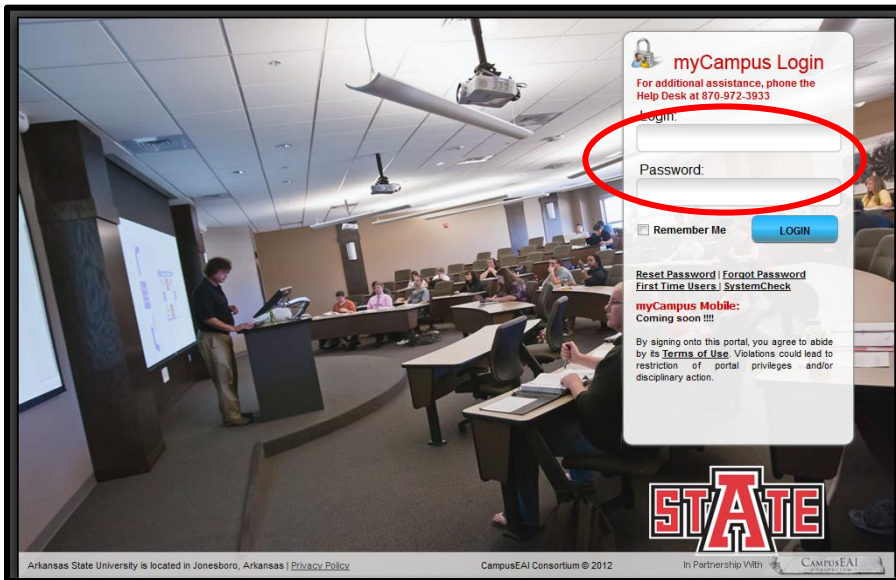 myCampus Login
For additional assistance, phone the
Help Desk at 870-972-3933
Login:
Password:
Remember Me
LOGIN
Reset Password | Forgot Password
First Time Users | SystemCheck
myCampus Mobile:
Coming soon !!!!
By signing onto this portal, you agree to abide
by its Terms of Use. Violations could lead to
restriction of portal privileges and/or
disciplinary action.
STATE
Arkansas State University is located in Jonesboro, Arkansas | Privacy Policy
CampusEAI Consortium © 2012
In Partnership With
CAMPUSEAI
CONSORTIUM